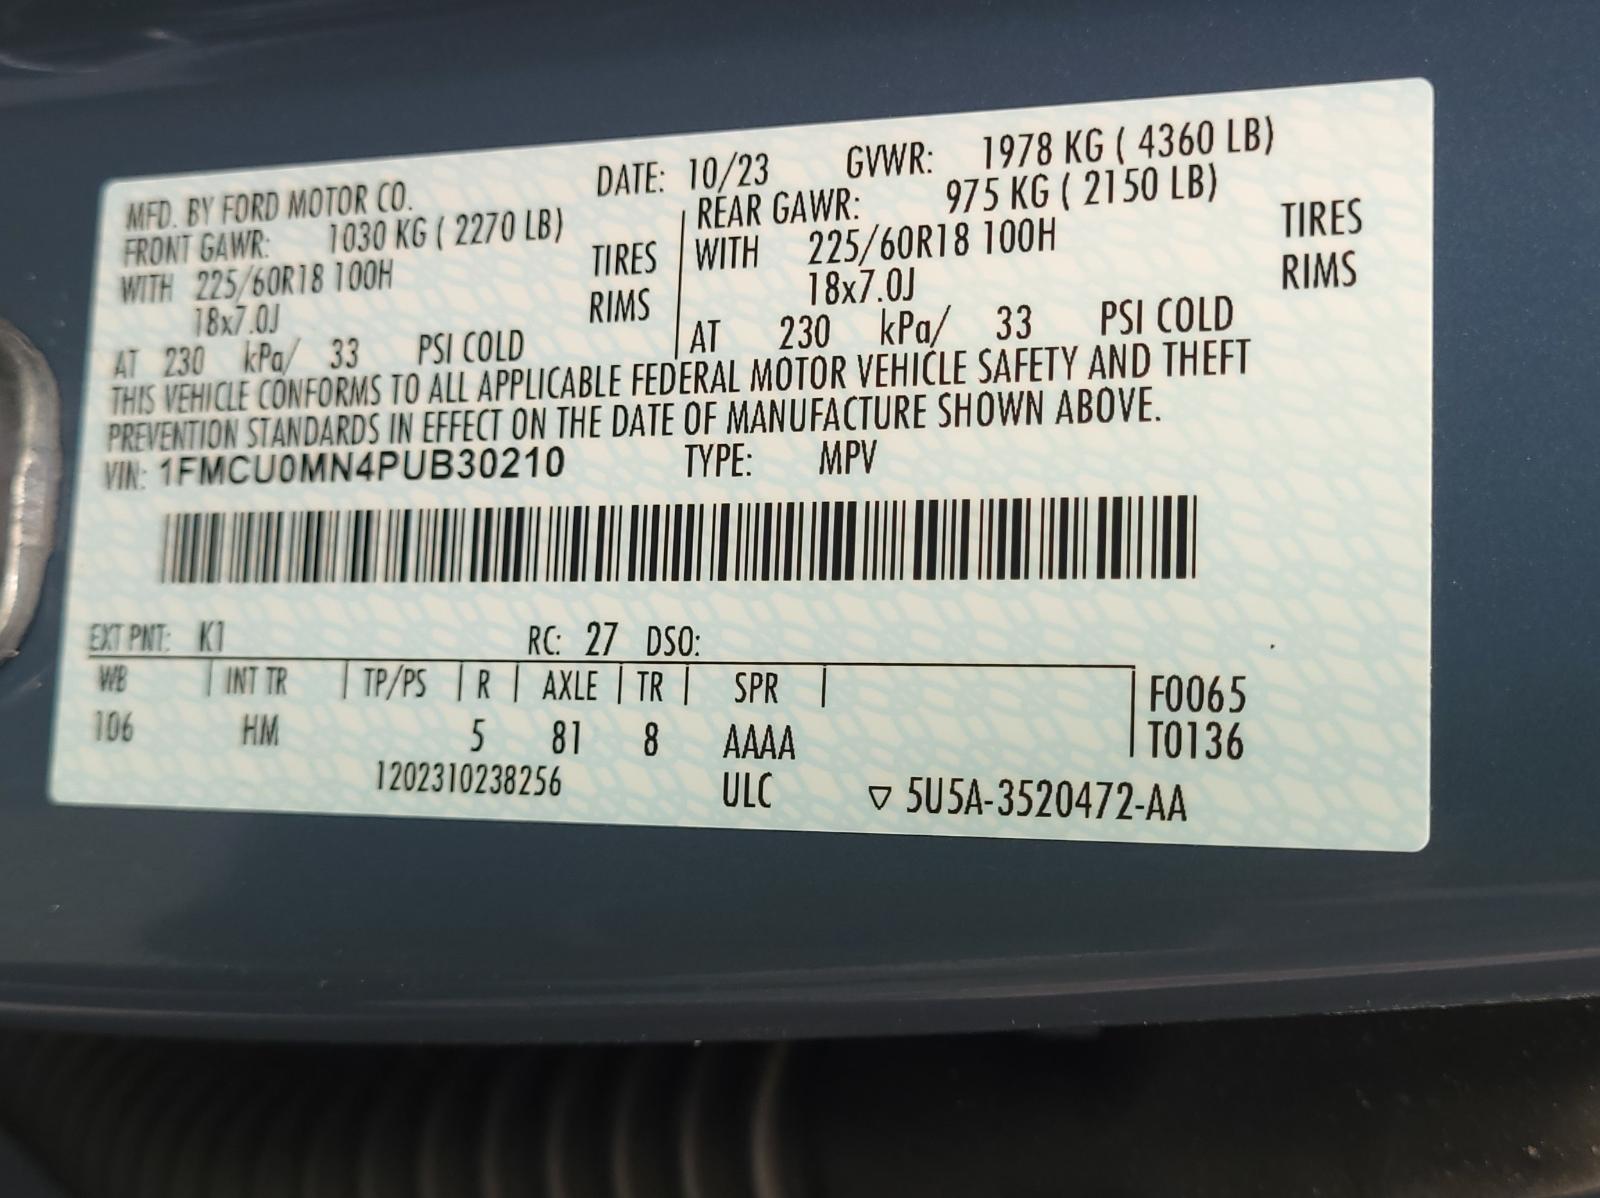 MFD. BY FORD MOTOR CO. DATE: 10/23 GVWR: 1978 KG ( 4360 LB)
FRONT GAWR: 1030 KG ( 2270 LB)
WITH 225/60R18 100H TIRES
18x7.0J RIMS
AT 230 kPa/ 33 PSI COLD
REAR GAWR: 975 KG ( 2150 LB)
WITH 225/60R18 100H TIRES
18x7.0J RIMS
AT 230 kPa/ 33 PSI COLD
THIS VEHICLE CONFORMS TO ALL APPLICABLE FEDERAL MOTOR VEHICLE SAFETY AND THEFT
PREVENTION STANDARDS IN EFFECT ON THE DATE OF MANUFACTURE SHOWN ABOVE.
VIN: 1FMCU0MN4PUB30210 TYPE: MPV
EXT PNT: K1 RC: 27 DSO:
WB | INT TR | TP/PS | R | AXLE | TR | SPR | F0065
106 HM 5 81 8 AAAA T0136
1202310238256 ULC ▽ 5U5A-3520472-AA